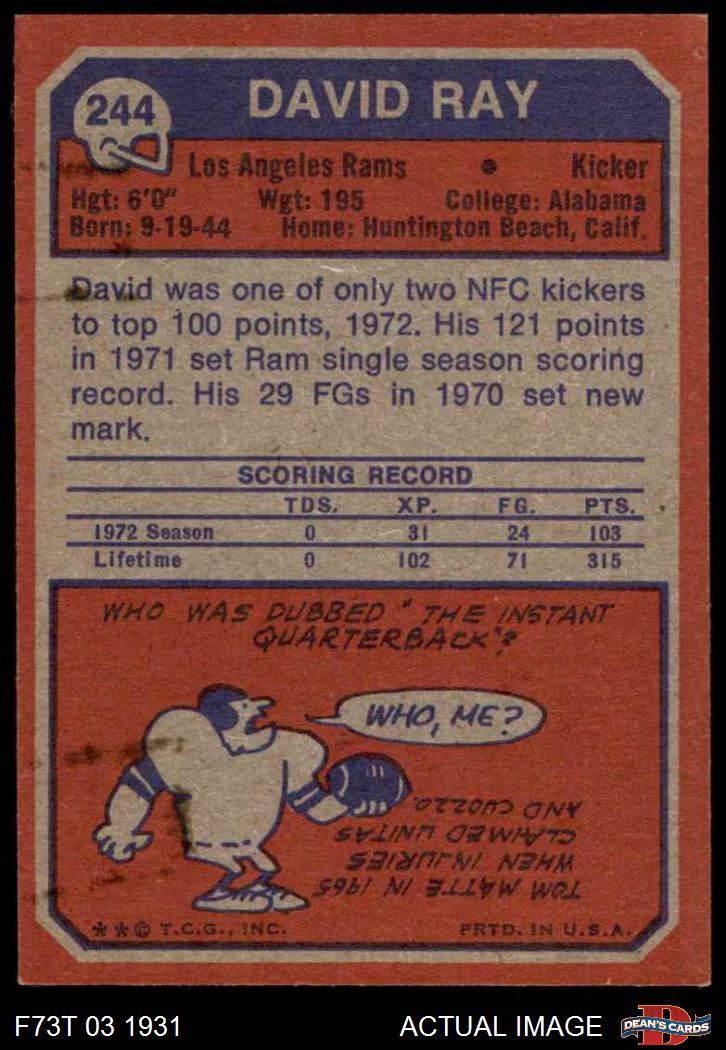 244
DAVID RAY
Los Angeles Rams • Kicker
Hgt: 6'0" Wgt: 195 College: Alabama
Born: 9-19-44 Home: Huntington Beach, Calif.
David was one of only two NFC kickers
to top 100 points, 1972. His 121 points
in 1971 set Ram single season scoring
record. His 29 FGs in 1970 set new
mark.
SCORING RECORD
TDS. XP. FG. PTS.
1972 Season 0 31 24 103
Lifetime 0 102 71 315
WHO WAS DUBBED "THE INSTANT
QUARTERBACK"?
WHO, ME?
TOM MATTE IN 1965
WHEN INJURIES
CLAIMED UNITAS
AND CUOZZO.
**© T.C.G., INC. PRTD. IN U.S.A.
F73T 03 1931 ACTUAL IMAGE
D
DEAN'S CARDS